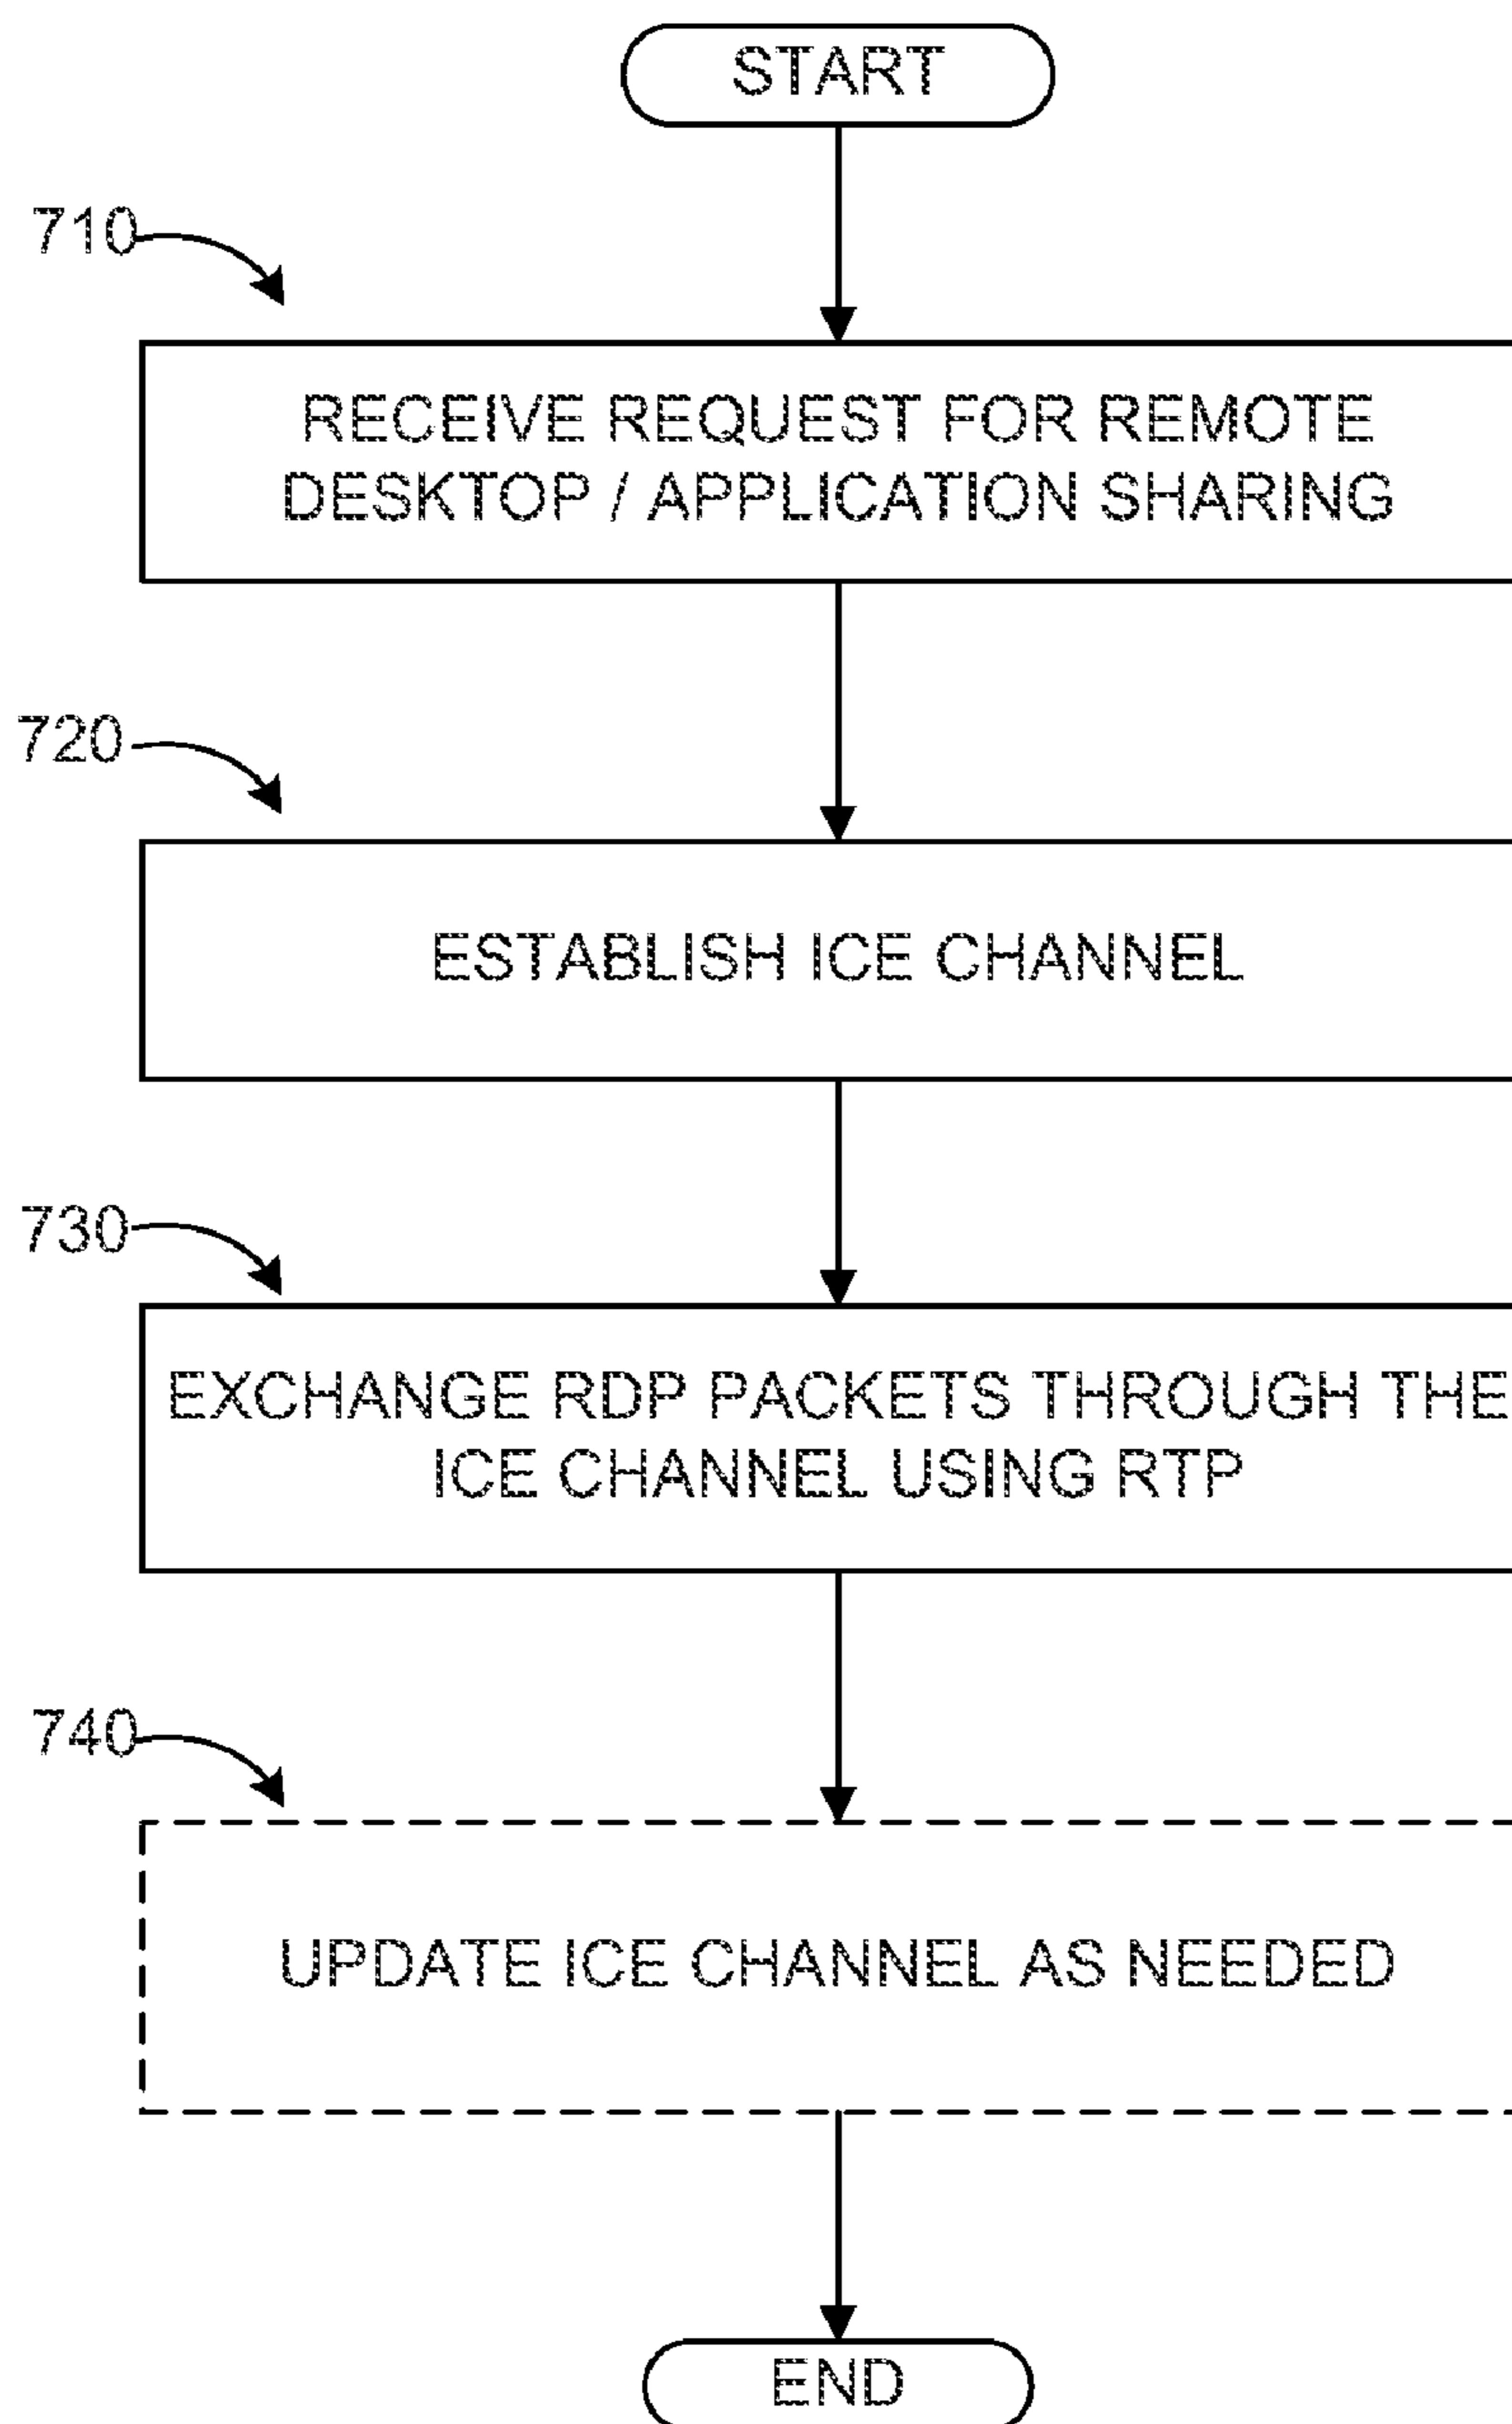 START
710
RECEIVE REQUEST FOR REMOTE
DESKTOP / APPLICATION SHARING
720
ESTABLISH ICE CHANNEL
730
EXCHANGE RDP PACKETS THROUGH THE
ICE CHANNEL USING RTP
740
UPDATE ICE CHANNEL AS NEEDED
END